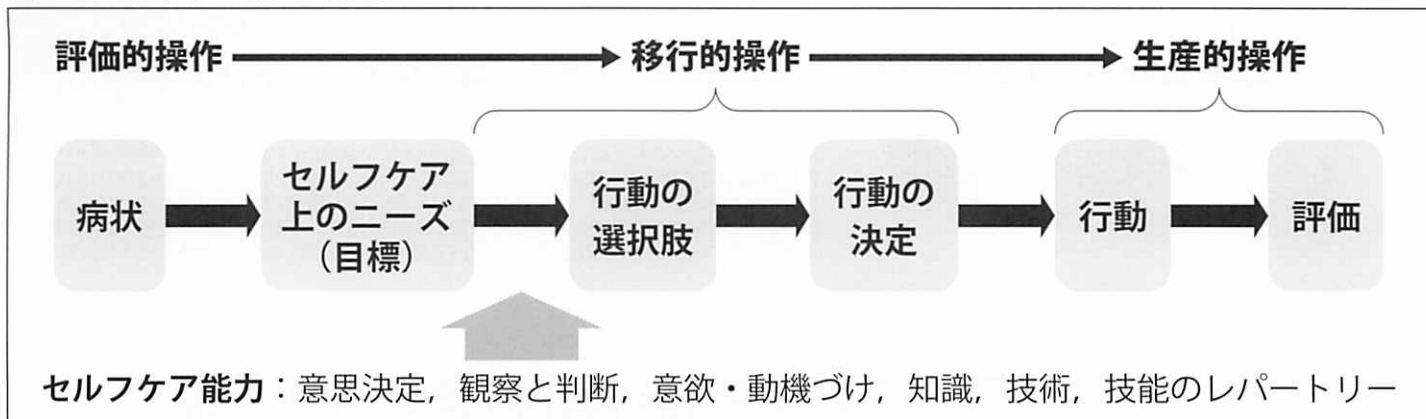 評価的操作 移行的操作 生産的操作
病状
セルフケア
上のニーズ
（目標）
行動の
選択肢
行動の
決定
行動
評価
セルフケア能力：意思決定，観察と判断，意欲・動機づけ，知識，技術，技能のレパートリー